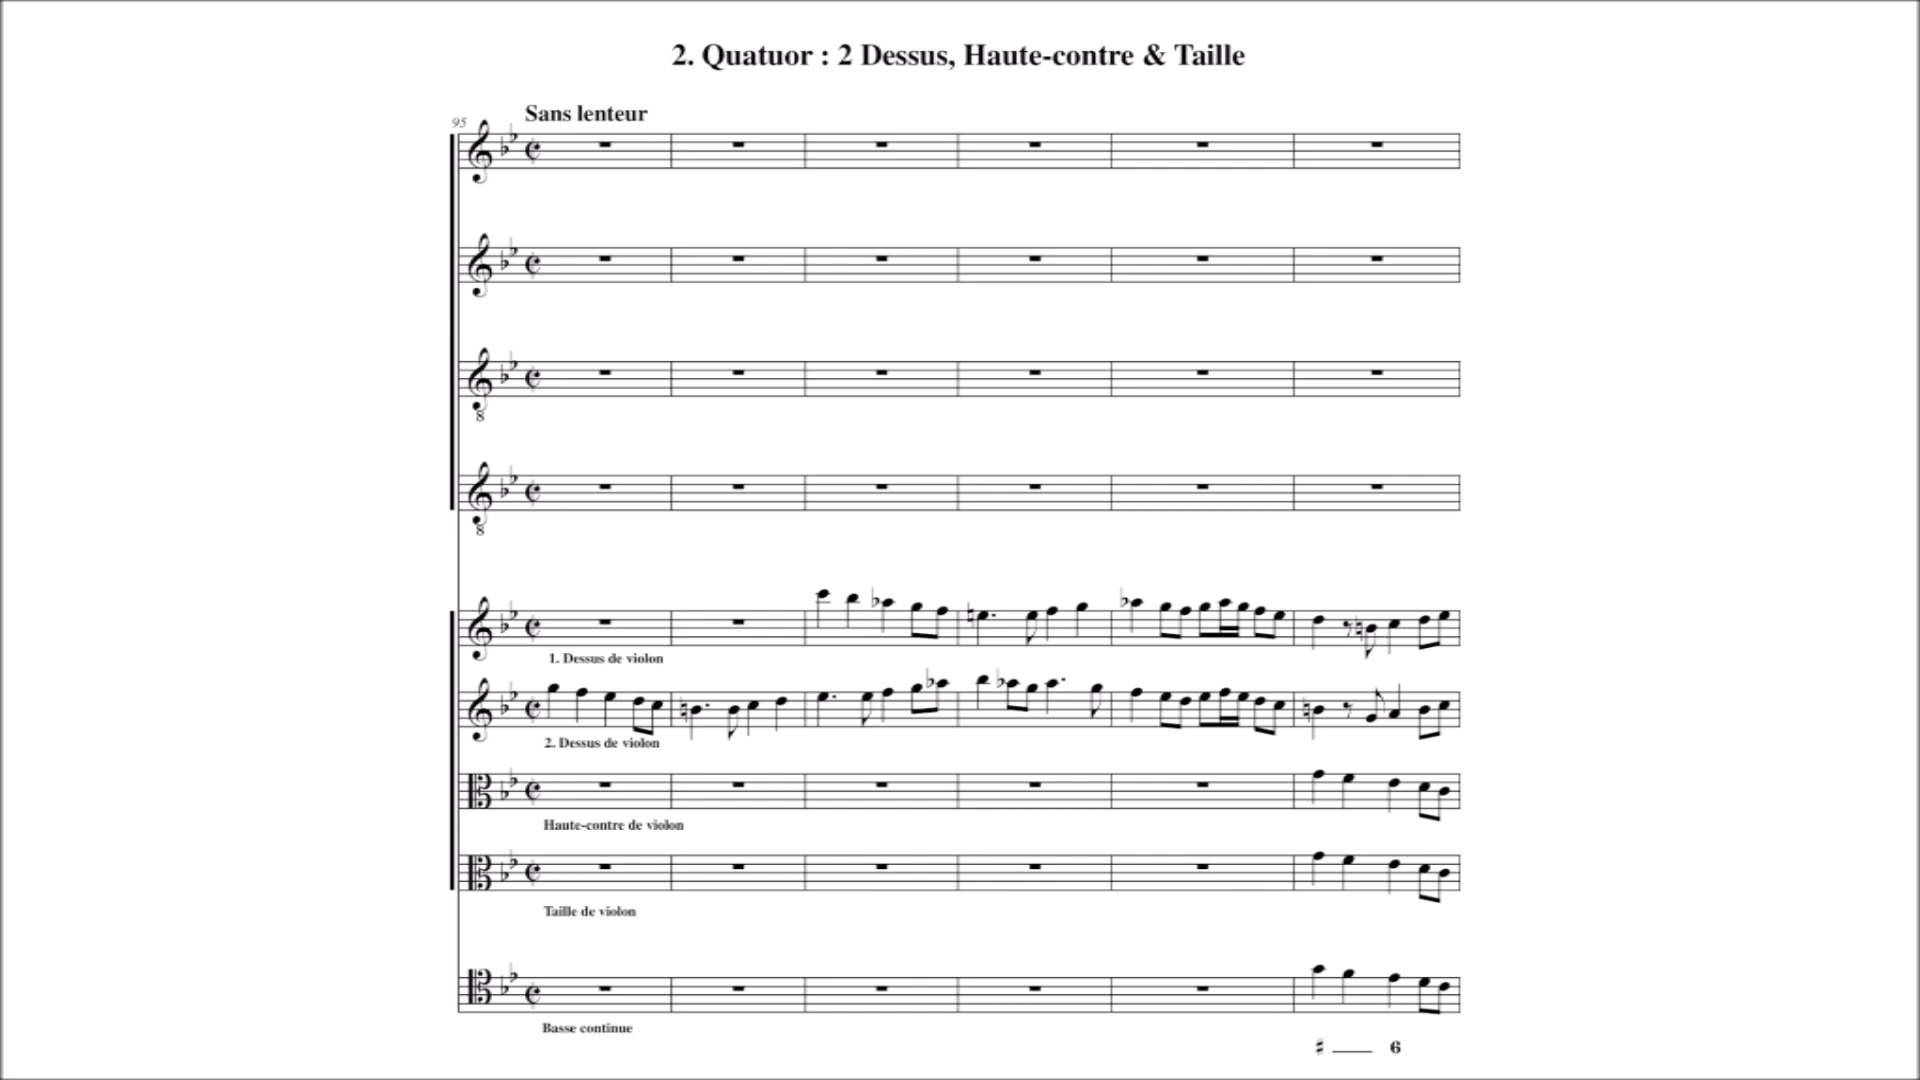 2. Quatuor : 2 Dessus, Haute-contre & Taille
Sans lenteur
95
8
8
1. Dessus de violon
2. Dessus de violon
Haute-contre de violon
Taille de violon
Basse continue
♯ 6